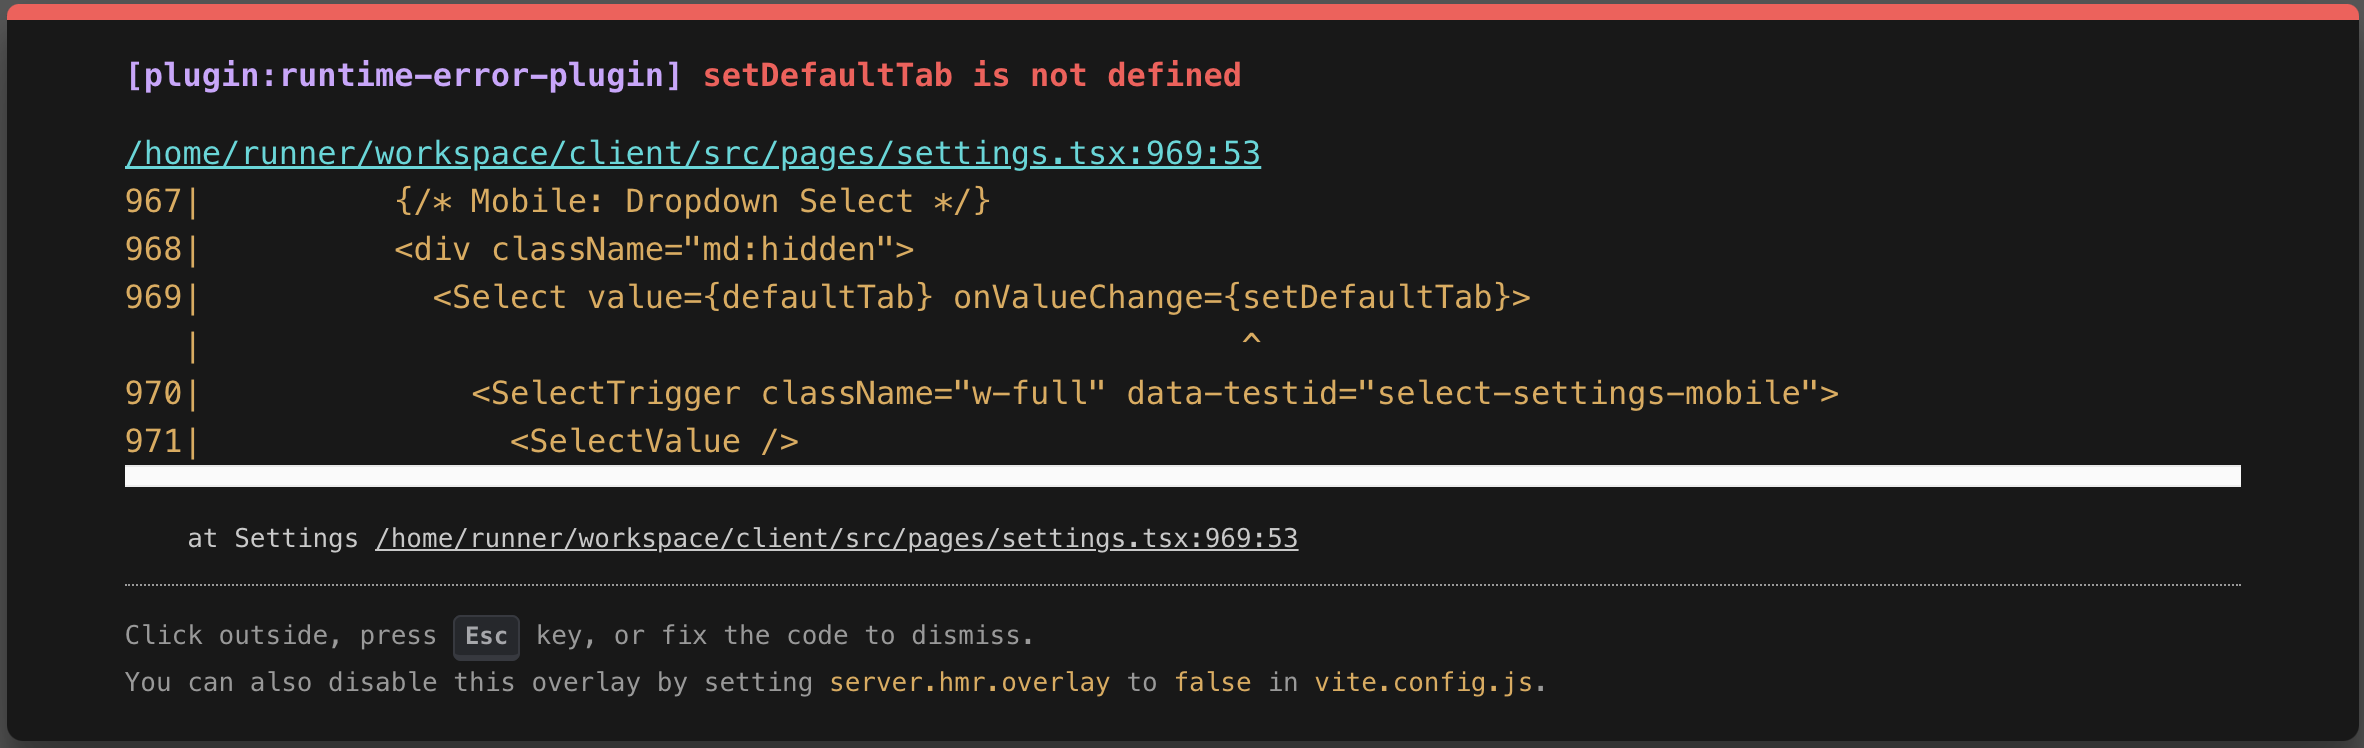 [plugin:runtime-error-plugin] setDefaultTab is not defined
/home/runner/workspace/client/src/pages/settings.tsx:969:53
967|          {/* Mobile: Dropdown Select */}
968|          <div className="md:hidden">
969|            <Select value={defaultTab} onValueChange={setDefaultTab}>
   |                                                      ^
970|              <SelectTrigger className="w-full" data-testid="select-settings-mobile">
971|                <SelectValue />
at Settings /home/runner/workspace/client/src/pages/settings.tsx:969:53
Click outside, press Esc key, or fix the code to dismiss.
You can also disable this overlay by setting server.hmr.overlay to false in vite.config.js.